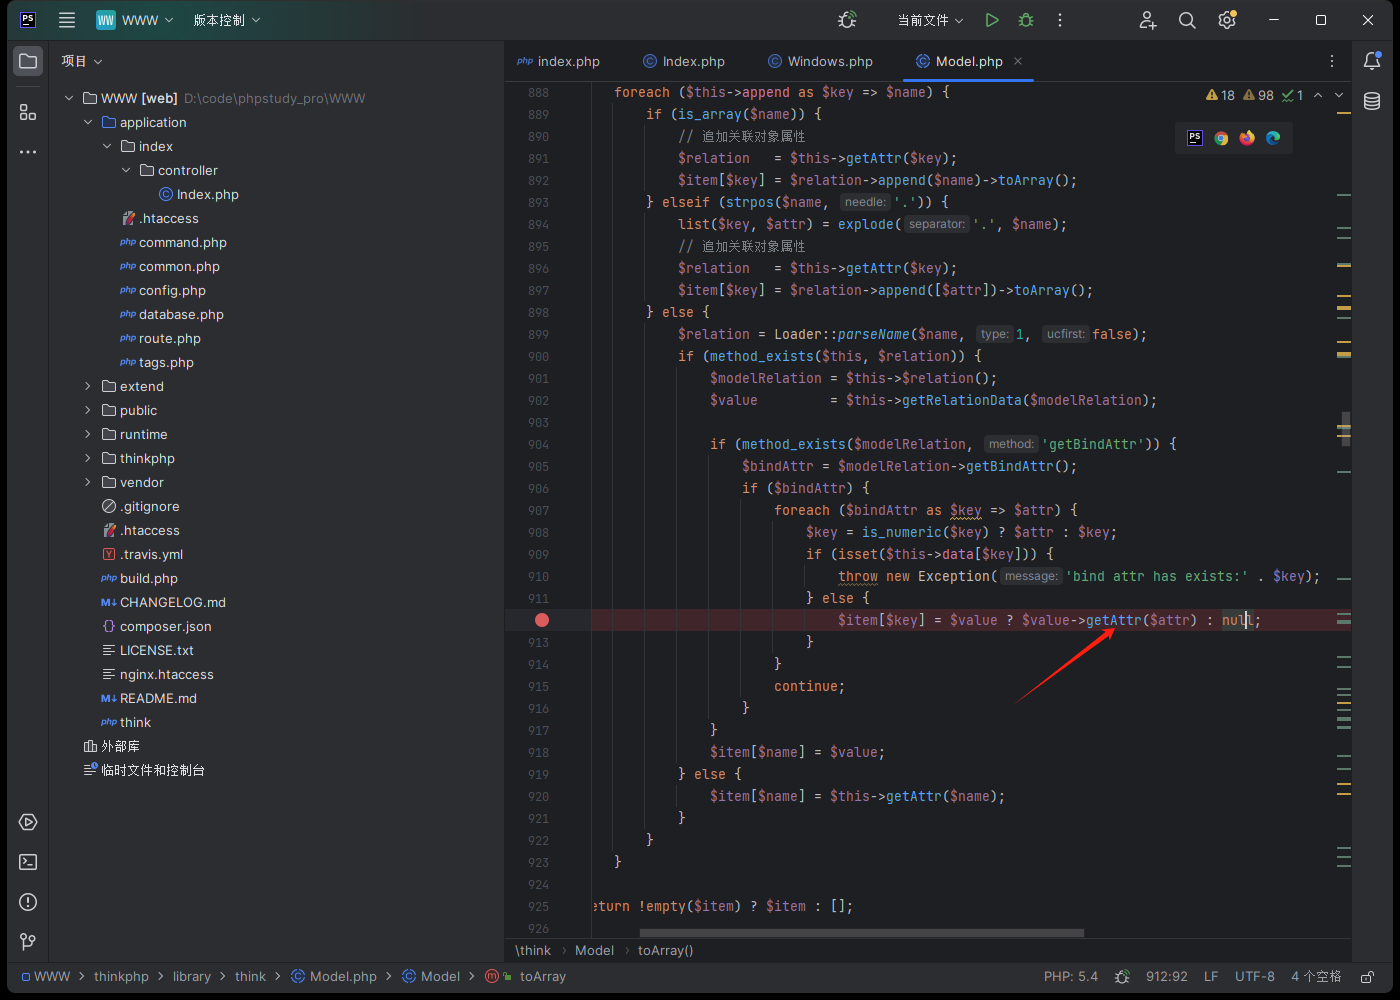 PS WW WWW 版本控制 当前文件
项目
index.php Index.php Windows.php Model.php
WWW [web] D:\code\phpstudy_pro\WWW
application
index
controller
Index.php
.htaccess
php command.php
php common.php
php config.php
php database.php
php route.php
php tags.php
extend
public
runtime
thinkphp
vendor
.gitignore
.htaccess
Y .travis.yml
php build.php
M↓ CHANGELOG.md
{} composer.json
LICENSE.txt
nginx.htaccess
M↓ README.md
php think
外部库
临时文件和控制台
18 98 1
888 foreach ($this->append as $key => $name) {
889 if (is_array($name)) {
890 // 追加关联对象属性
891 $relation   = $this->getAttr($key);
892 $item[$key] = $relation->append($name)->toArray();
893 } elseif (strpos($name, needle: '.')) {
894 list($key, $attr) = explode( separator: '.', $name);
895 // 追加关联对象属性
896 $relation   = $this->getAttr($key);
897 $item[$key] = $relation->append([$attr])->toArray();
898 } else {
899 $relation = Loader::parseName($name, type: 1, ucfirst: false);
900 if (method_exists($this, $relation)) {
901 $modelRelation = $this->$relation();
902 $value         = $this->getRelationData($modelRelation);
903
904 if (method_exists($modelRelation, method: 'getBindAttr')) {
905 $bindAttr = $modelRelation->getBindAttr();
906 if ($bindAttr) {
907 foreach ($bindAttr as $key => $attr) {
908 $key = is_numeric($key) ? $attr : $key;
909 if (isset($this->data[$key])) {
910 throw new Exception( message: 'bind attr has exists:' . $key);
911 } else {
$item[$key] = $value ? $value->getAttr($attr) : null;
913 }
914 }
915 continue;
916 }
917 }
918 $item[$name] = $value;
919 } else {
920 $item[$name] = $this->getAttr($name);
921 }
922 }
923 }
924
925 eturn !empty($item) ? $item : [];
926
\think › Model › toArray()
WWW › thinkphp › library › think › Model.php › Model › toArray
PHP: 5.4 912:92 LF UTF-8 4 个空格